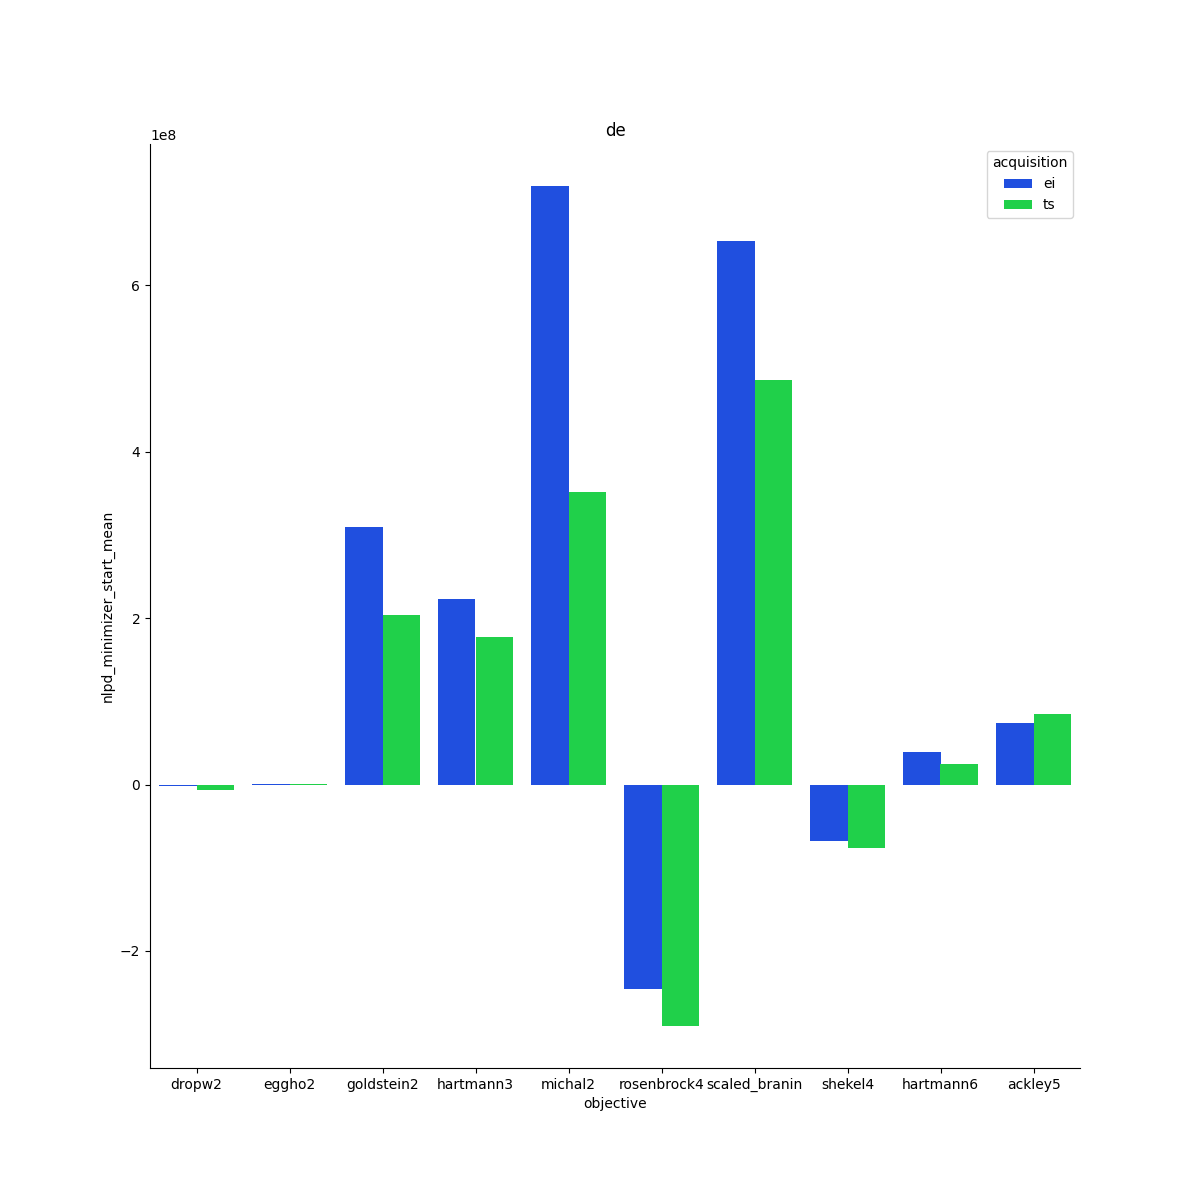 de
1e8
acquisition
ei
ts
6
4
2
0
−2
nlpd_minimizer_start_mean
dropw2 eggho2 goldstein2 hartmann3 michal2 rosenbrock4 scaled_branin shekel4 hartmann6 ackley5
objective